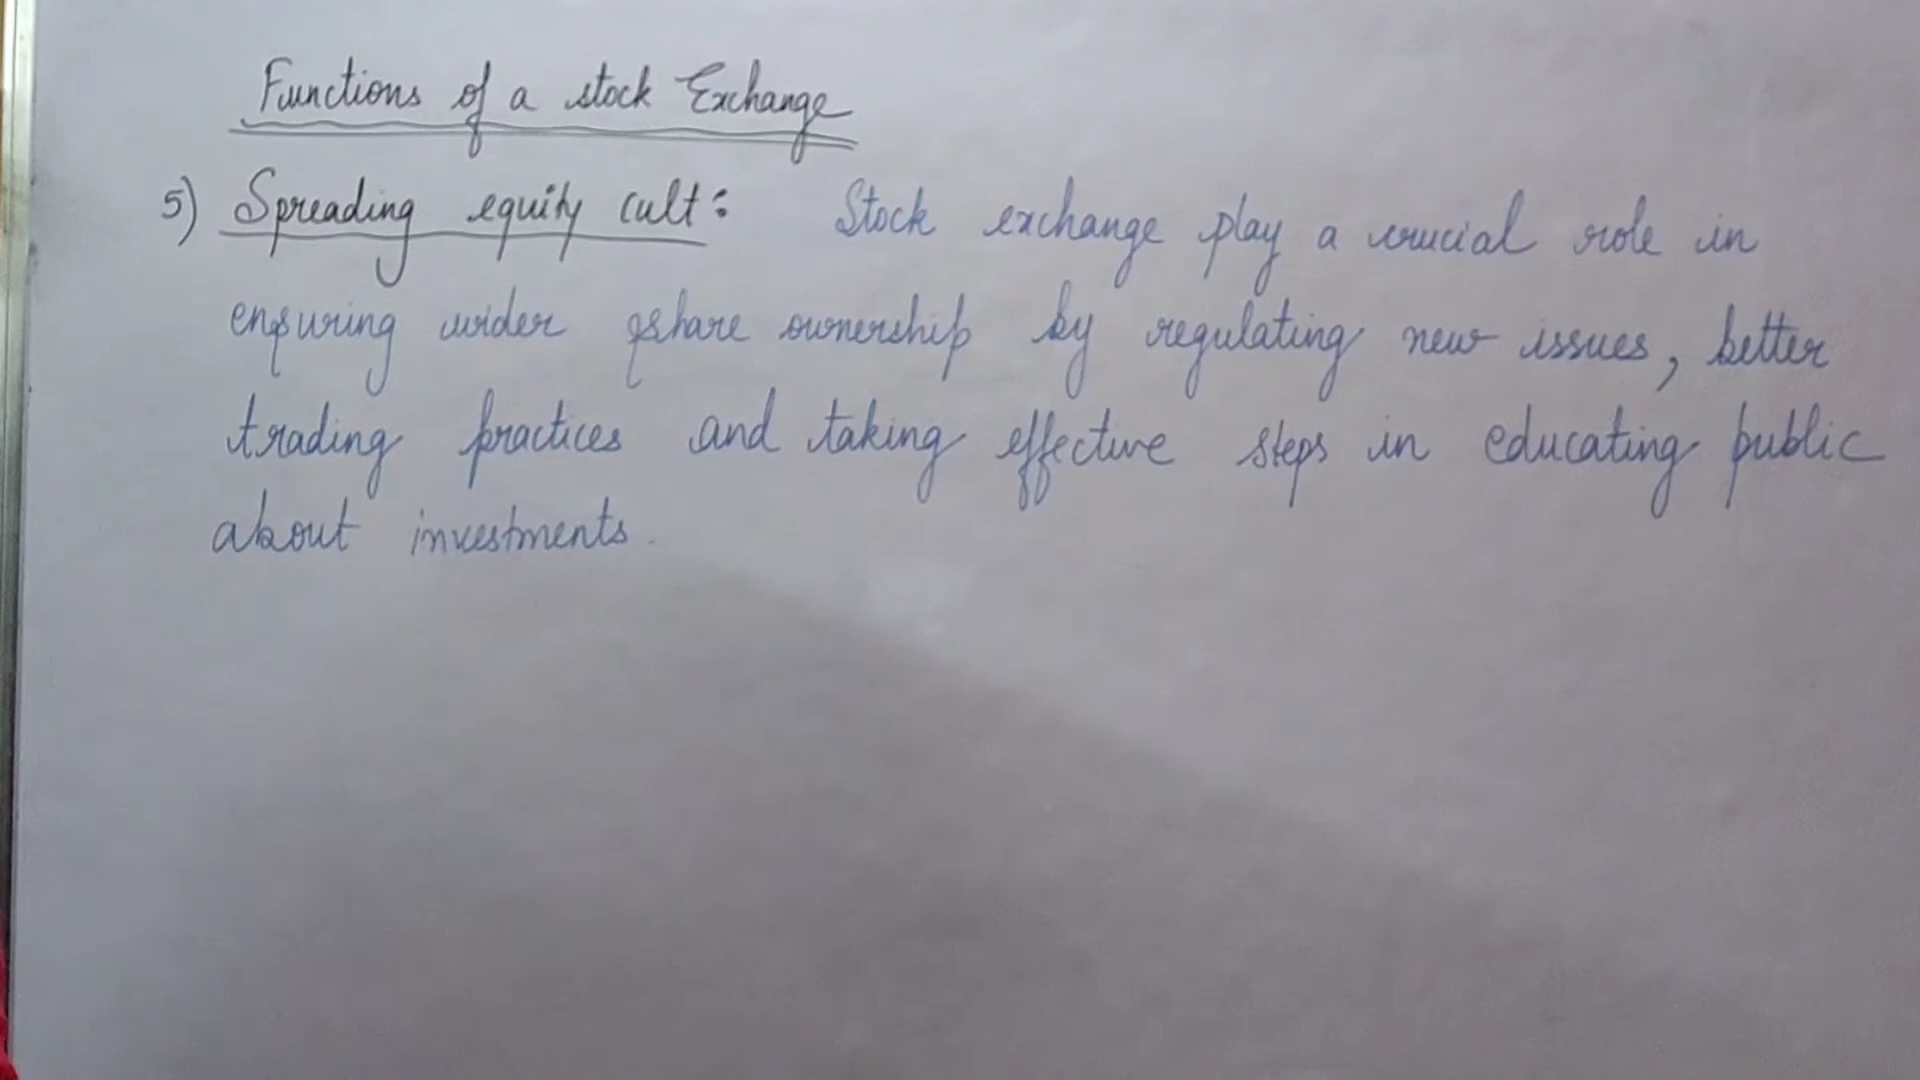 Functions of a stock Exchange
5) Spreading equity cult: Stock exchange play a crucial role in
ensuring wider share ownership by regulating new issues, better
trading practices and taking effective steps in educating public
about investments.